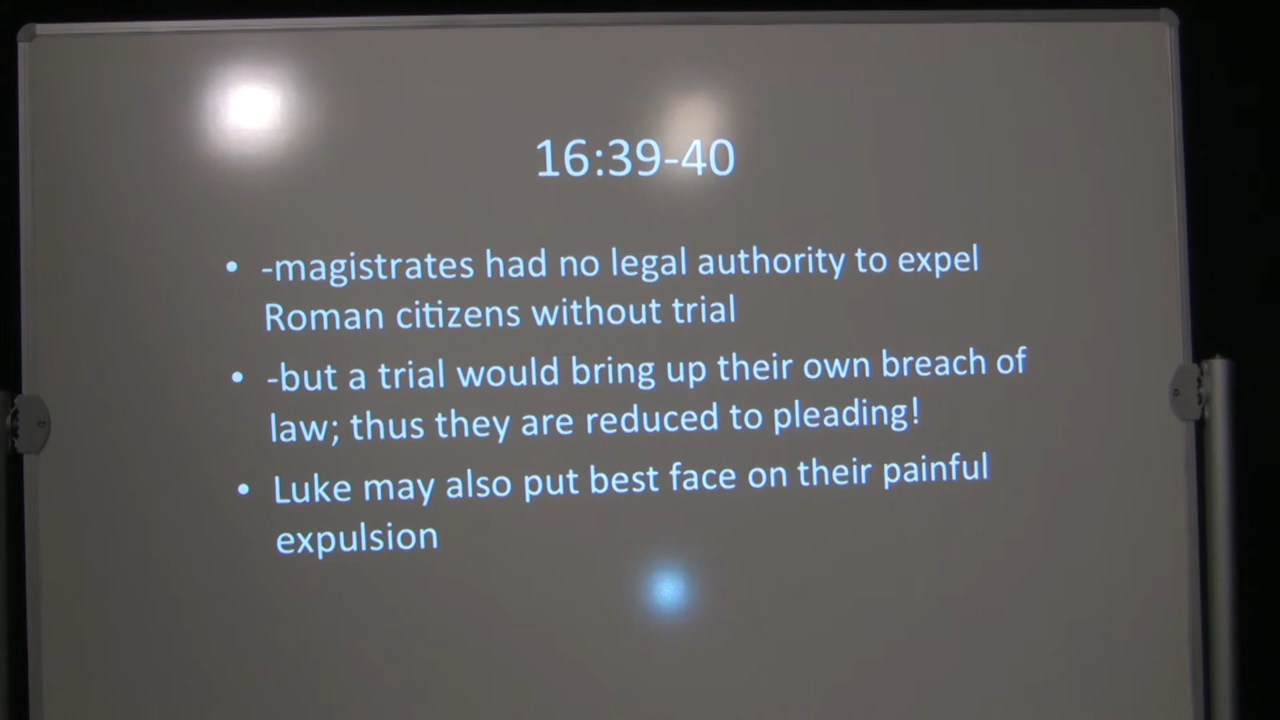 16:39-40
• -magistrates had no legal authority to expel
Roman citizens without trial
• -but a trial would bring up their own breach of
law; thus they are reduced to pleading!
• Luke may also put best face on their painful
expulsion